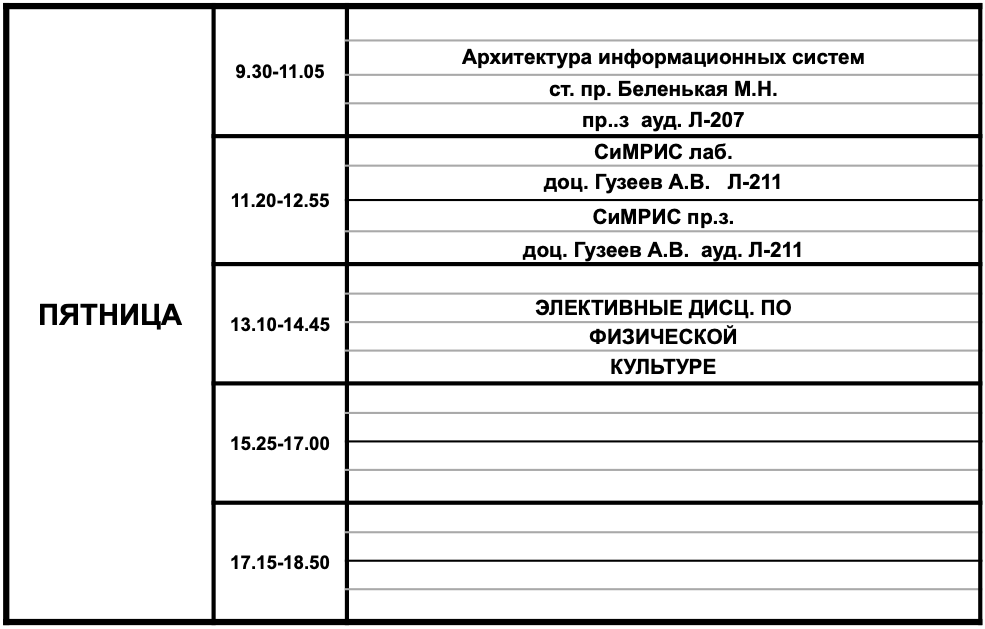 ПЯТНИЦА
9.30-11.05
Архитектура информационных систем
ст. пр. Беленькая М.Н.
пр..з ауд. Л-207
11.20-12.55
СиМРИС лаб.
доц. Гузеев А.В. Л-211
СиМРИС пр.з.
доц. Гузеев А.В. ауд. Л-211
13.10-14.45
ЭЛЕКТИВНЫЕ ДИСЦ. ПО
ФИЗИЧЕСКОЙ
КУЛЬТУРЕ
15.25-17.00
17.15-18.50